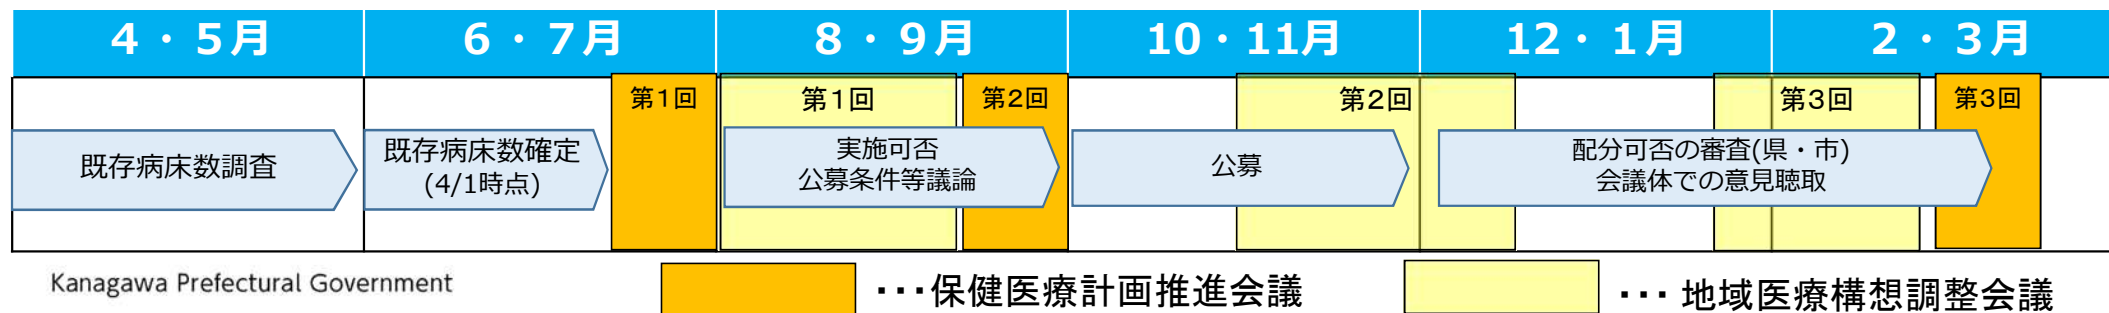 4・5月
6・7月
8・9月
10・11月
12・1月
2・3月
第1回
第1回
第2回
第2回
第3回
第3回
既存病床数調査
既存病床数確定
(4/1時点)
実施可否
公募条件等議論
公募
配分可否の審査(県・市)
会議体での意見聴取
Kanagawa Prefectural Government
・・・保健医療計画推進会議
・・・ 地域医療構想調整会議